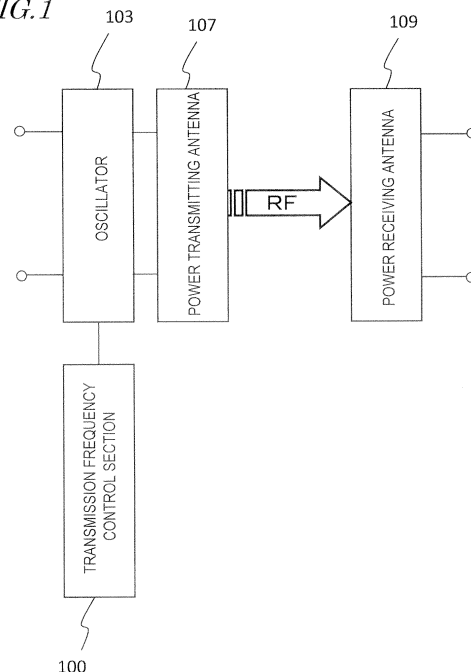 FIG.1
103
107
109
OSCILLATOR
POWER TRANSMITTING ANTENNA
RF
POWER RECEIVING ANTENNA
TRANSMISSION FREQUENCY
CONTROL SECTION
100